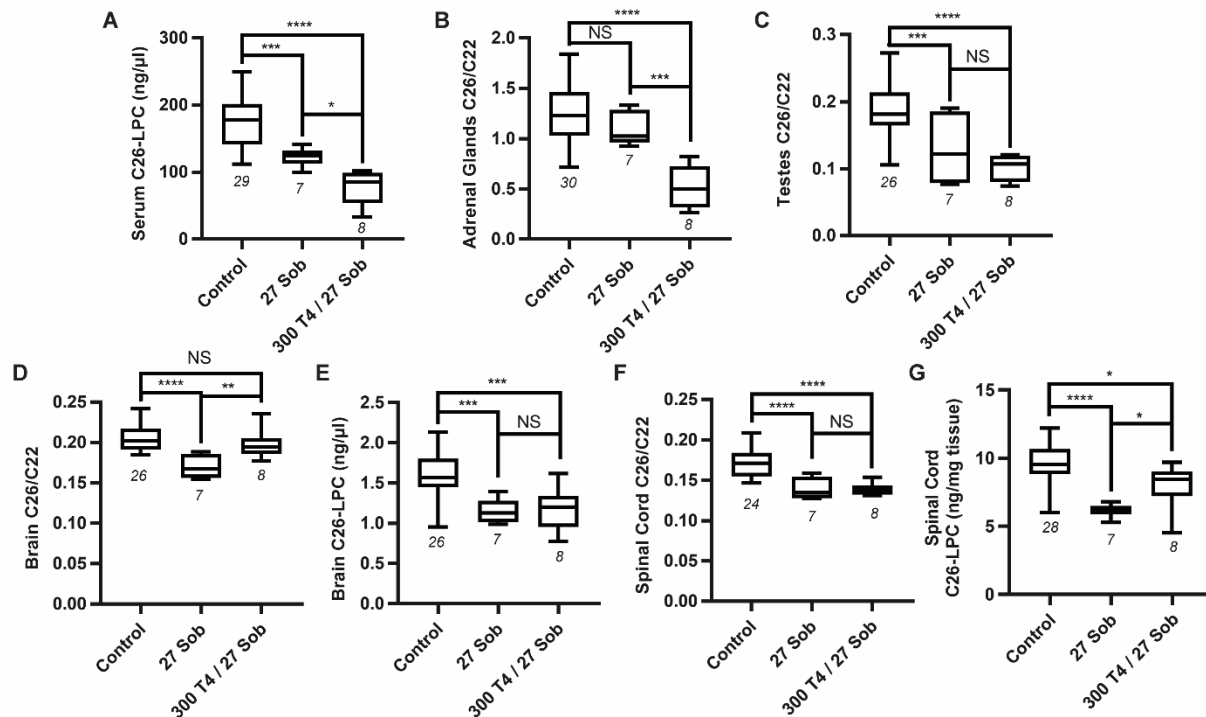 A
Serum C26-LPC (ng/µl)
300
200
100
0
****
***
*
29
7
8
Control
27 Sob
300 T4 / 27 Sob
B
Adrenal Glands C26/C22
2.0
1.5
1.0
0.5
0.0
****
NS
***
30
7
8
Control
27 Sob
300 T4 / 27 Sob
C
Testes C26/C22
0.3
0.2
0.1
0.0
****
***
NS
26
7
8
Control
27 Sob
300 T4 / 27 Sob
D
Brain C26/C22
0.25
0.20
0.15
0.10
0.05
0.00
NS
****
**
26
7
8
Control
27 Sob
300 T4 / 27 Sob
E
Brain C26-LPC (ng/µl)
2.5
2.0
1.5
1.0
0.5
0.0
***
***
NS
26
7
8
Control
27 Sob
300 T4 / 27 Sob
F
Spinal Cord C26/C22
0.25
0.20
0.15
0.10
0.05
0.00
****
****
NS
24
7
8
Control
27 Sob
300 T4 / 27 Sob
G
Spinal Cord
C26-LPC (ng/mg tissue)
15
10
5
0
*
****
*
28
7
8
Control
27 Sob
300 T4 / 27 Sob